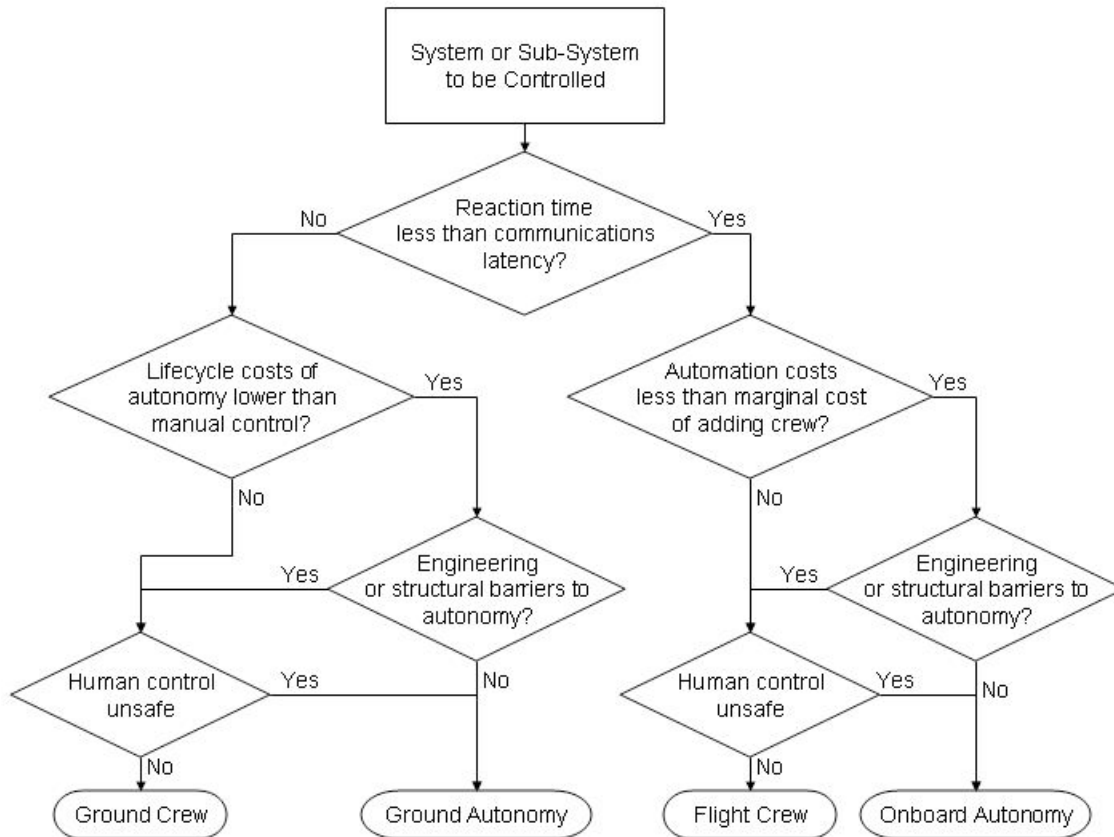 System or Sub-System
to be Controlled
No
Reaction time
less than communications
latency?
Yes
Lifecycle costs of
autonomy lower than
manual control?
Yes
Automation costs
less than marginal cost
of adding crew?
Yes
No
No
Yes
Engineering
or structural barriers to
autonomy?
Yes
Engineering
or structural barriers to
autonomy?
Human control
unsafe
Yes
No
Human control
unsafe
Yes
No
No
No
Ground Crew
Ground Autonomy
Flight Crew
Onboard Autonomy